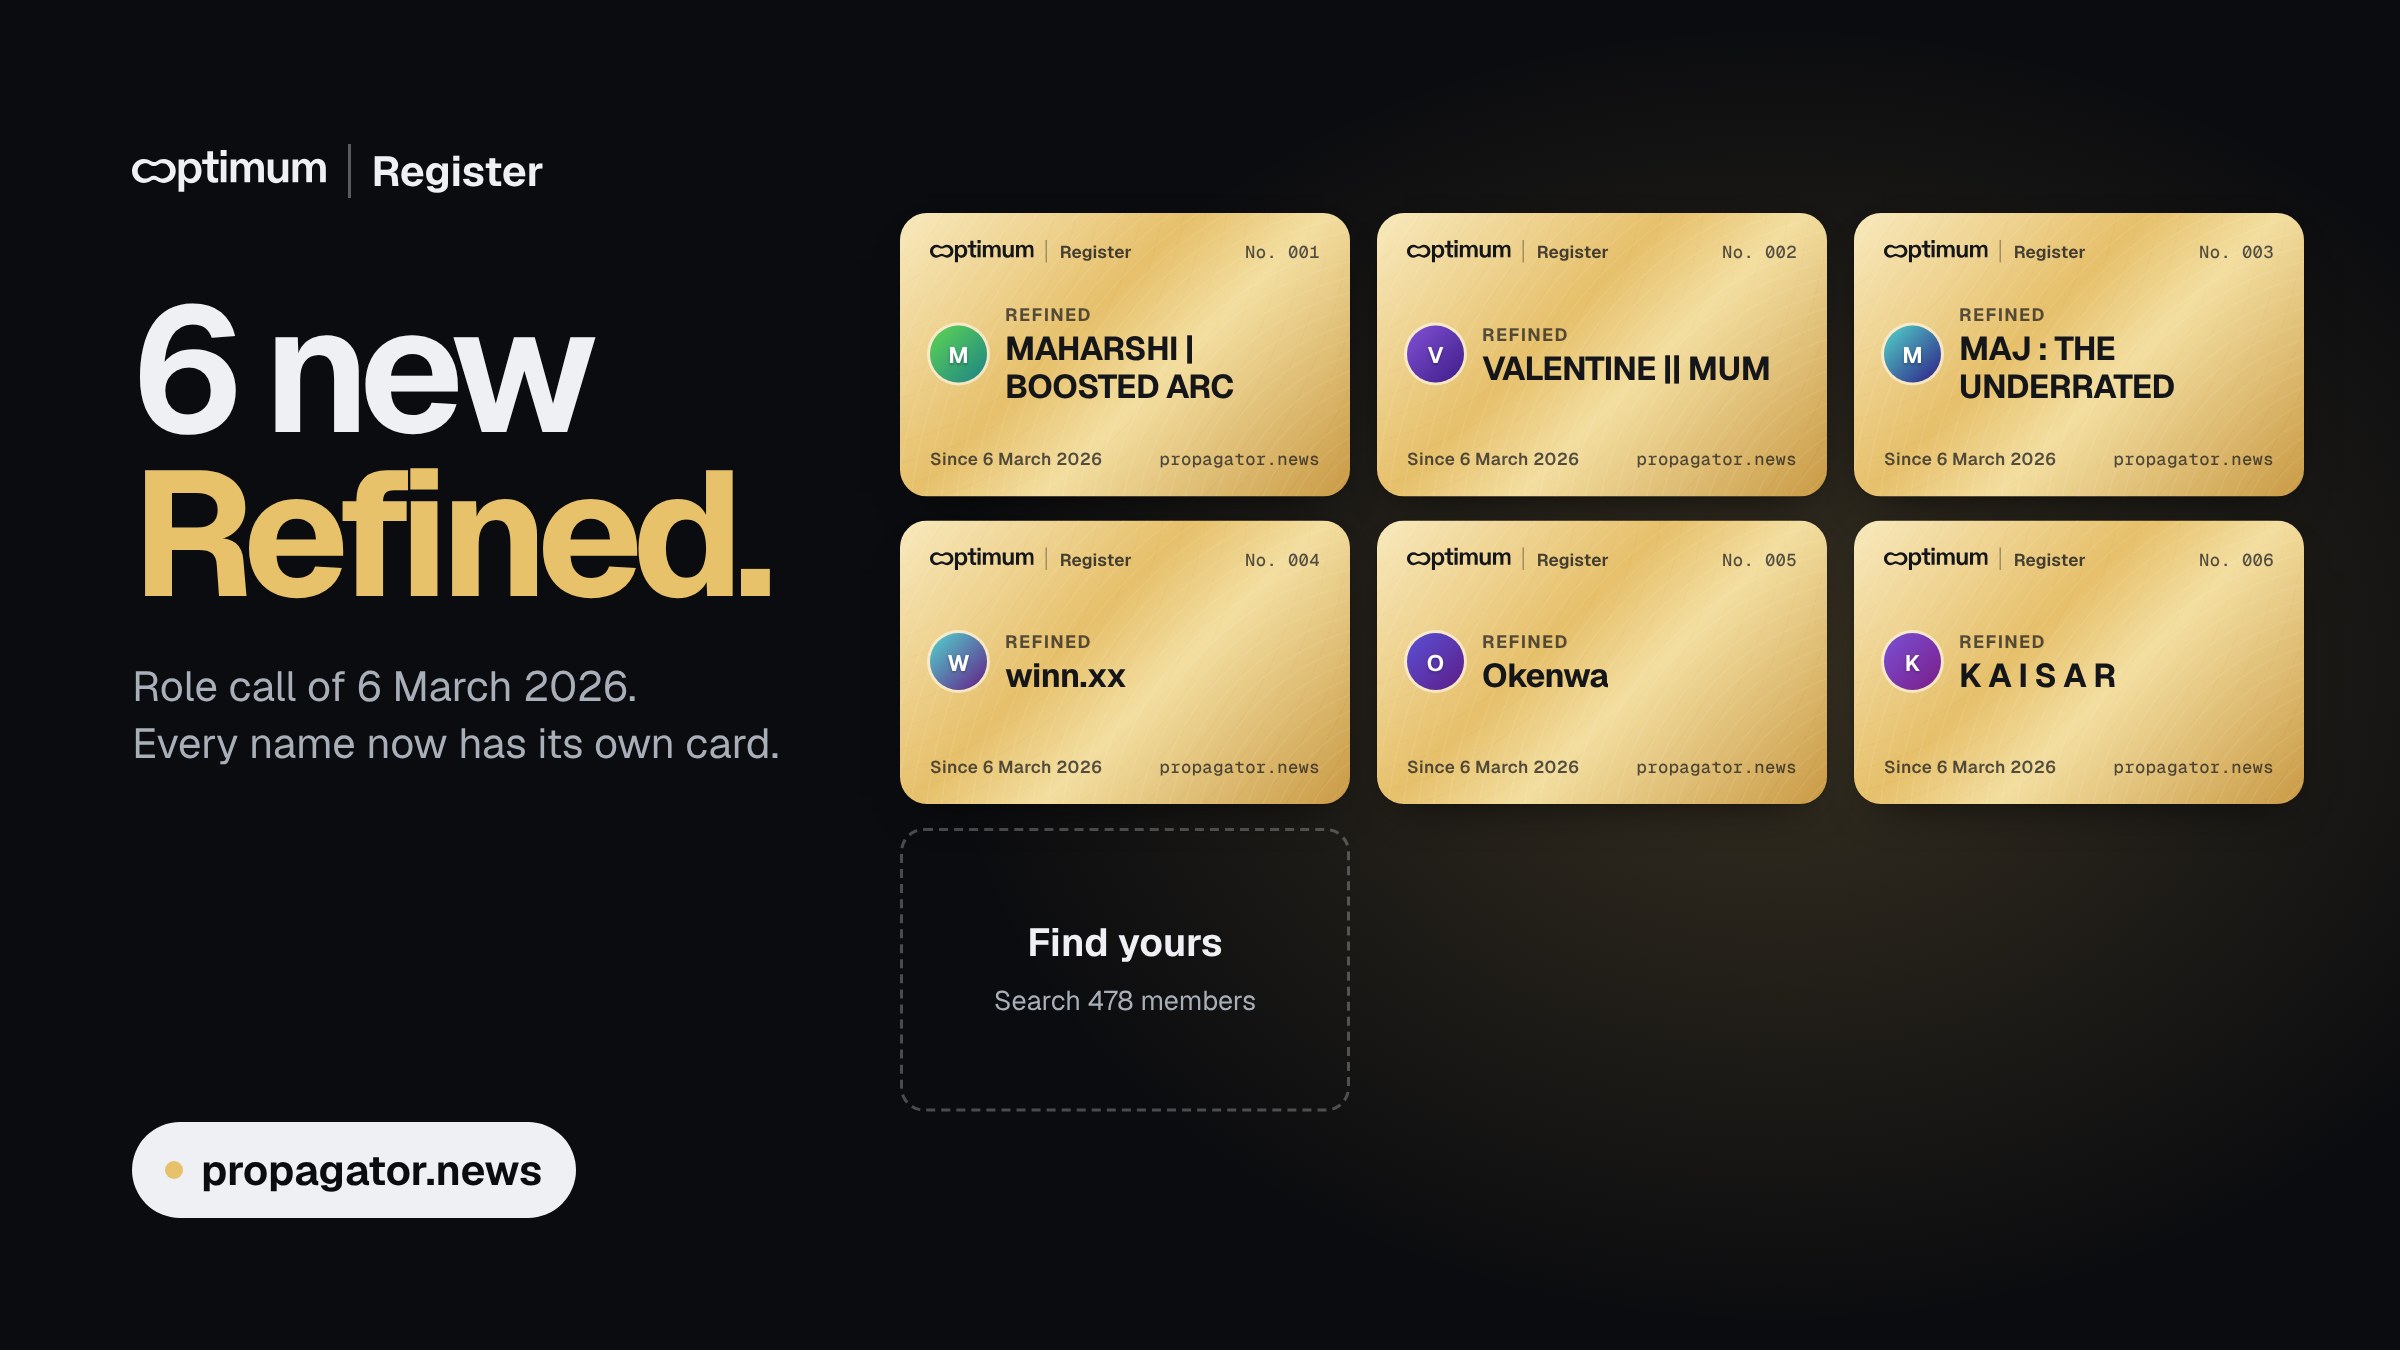 optimum | Register
6 new
Refined.
Role call of 6 March 2026.
Every name now has its own card.
propagator.news
optimum | Register No. 001
M
REFINED
MAHARSHI |
BOOSTED ARC
Since 6 March 2026 propagator.news
optimum | Register No. 002
V
REFINED
VALENTINE || MUM
Since 6 March 2026 propagator.news
optimum | Register No. 003
M
REFINED
MAJ : THE
UNDERRATED
Since 6 March 2026 propagator.news
optimum | Register No. 004
W
REFINED
winn.xx
Since 6 March 2026 propagator.news
optimum | Register No. 005
O
REFINED
Okenwa
Since 6 March 2026 propagator.news
optimum | Register No. 006
K
REFINED
K A I S A R
Since 6 March 2026 propagator.news
Find yours
Search 478 members